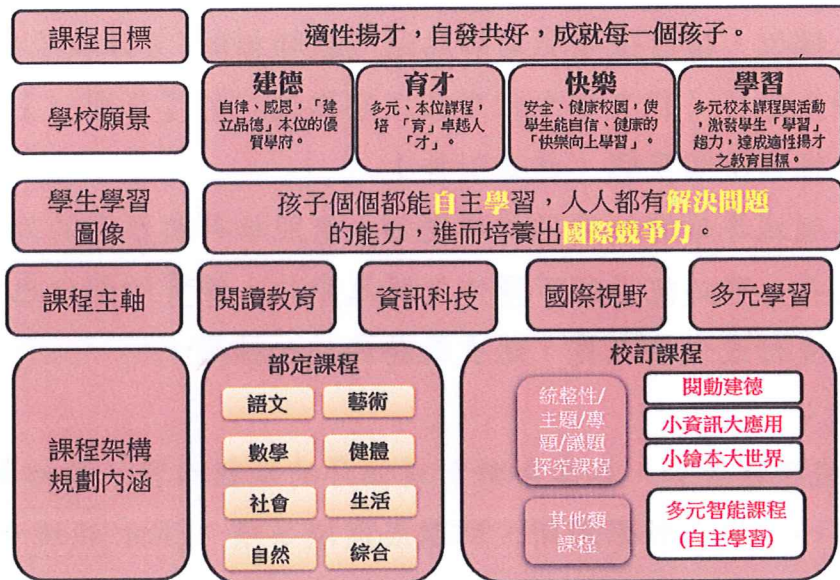 課程目標
適性揚才，自發共好，成就每一個孩子。
學校願景
建德
自律、感恩，「建
立品德」本位的優
質學府。
育才
多元、本位課程，
培「育」卓越人
「才」。
快樂
安全、健康校園，使
學生能自信、健康的
「快樂向上學習」。
學習
多元校本課程與活動
，激發學生「學習」
趨力，達成適性揚才
之教育目標。
學生學習
圖像
孩子個個都能自主學習，人人都有解決問題
的能力，進而培養出國際競爭力。
課程主軸
閱讀教育
資訊科技
國際視野
多元學習
課程架構
規劃內涵
部定課程
語文
藝術
數學
健體
社會
生活
自然
綜合
校訂課程
統整性/
主題/專
題/議題
探究課程
閱動建德
小資訊大應用
小繪本大世界
其他類
課程
多元智能課程
(自主學習)